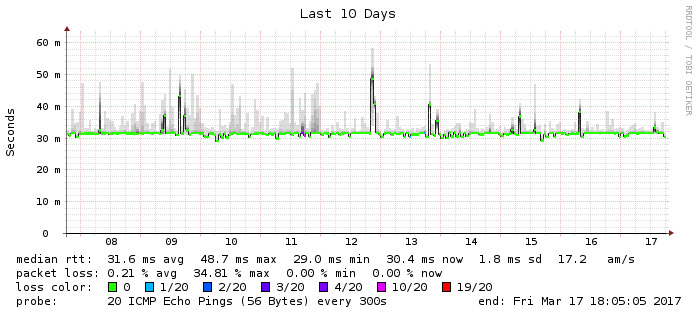 Last 10 Days
RRDTOOL / TOBI OETIKER
Seconds
60 m
50 m
40 m
30 m
20 m
10 m
0
08 09 10 11 12 13 14 15 16 17
median rtt: 31.6 ms avg 48.7 ms max 29.0 ms min 30.4 ms now 1.8 ms sd 17.2 am/s
packet loss: 0.21 % avg 34.81 % max 0.00 % min 0.00 % now
loss color: 0 1/20 2/20 3/20 4/20 10/20 19/20
probe: 20 ICMP Echo Pings (56 Bytes) every 300s end: Fri Mar 17 18:05:05 2017